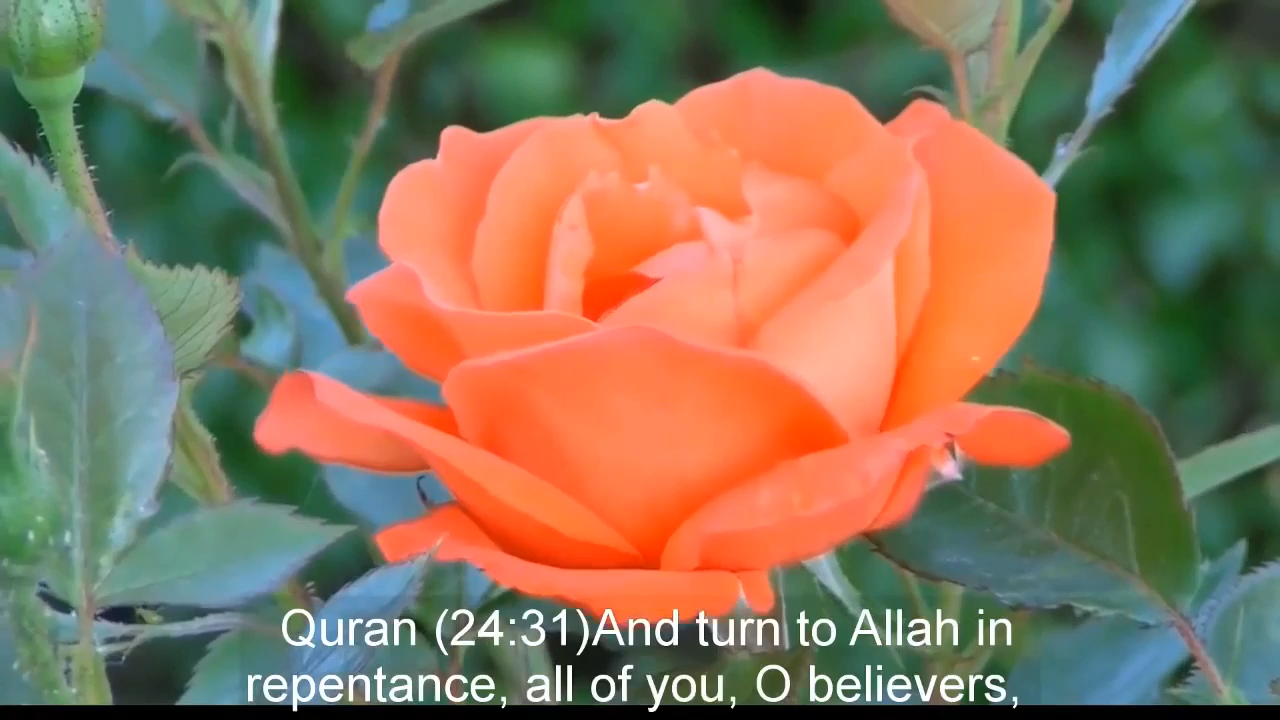 Quran (24:31)And turn to Allah in
repentance, all of you, O believers,